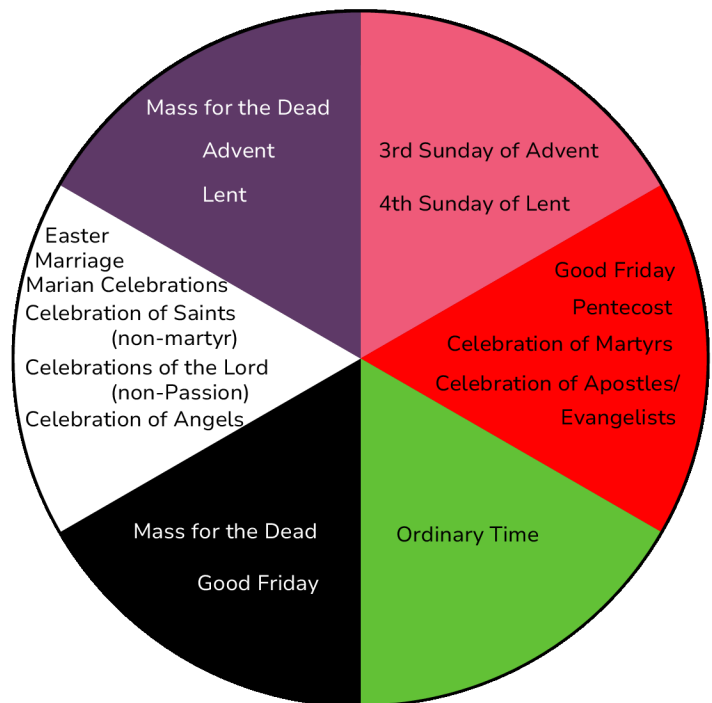 Mass for the Dead
Advent
Lent
3rd Sunday of Advent
4th Sunday of Lent
Good Friday
Pentecost
Celebration of Martyrs
Celebration of Apostles/
Evangelists
Ordinary Time
Mass for the Dead
Good Friday
Easter
Marriage
Marian Celebrations
Celebration of Saints
(non-martyr)
Celebrations of the Lord
(non-Passion)
Celebration of Angels